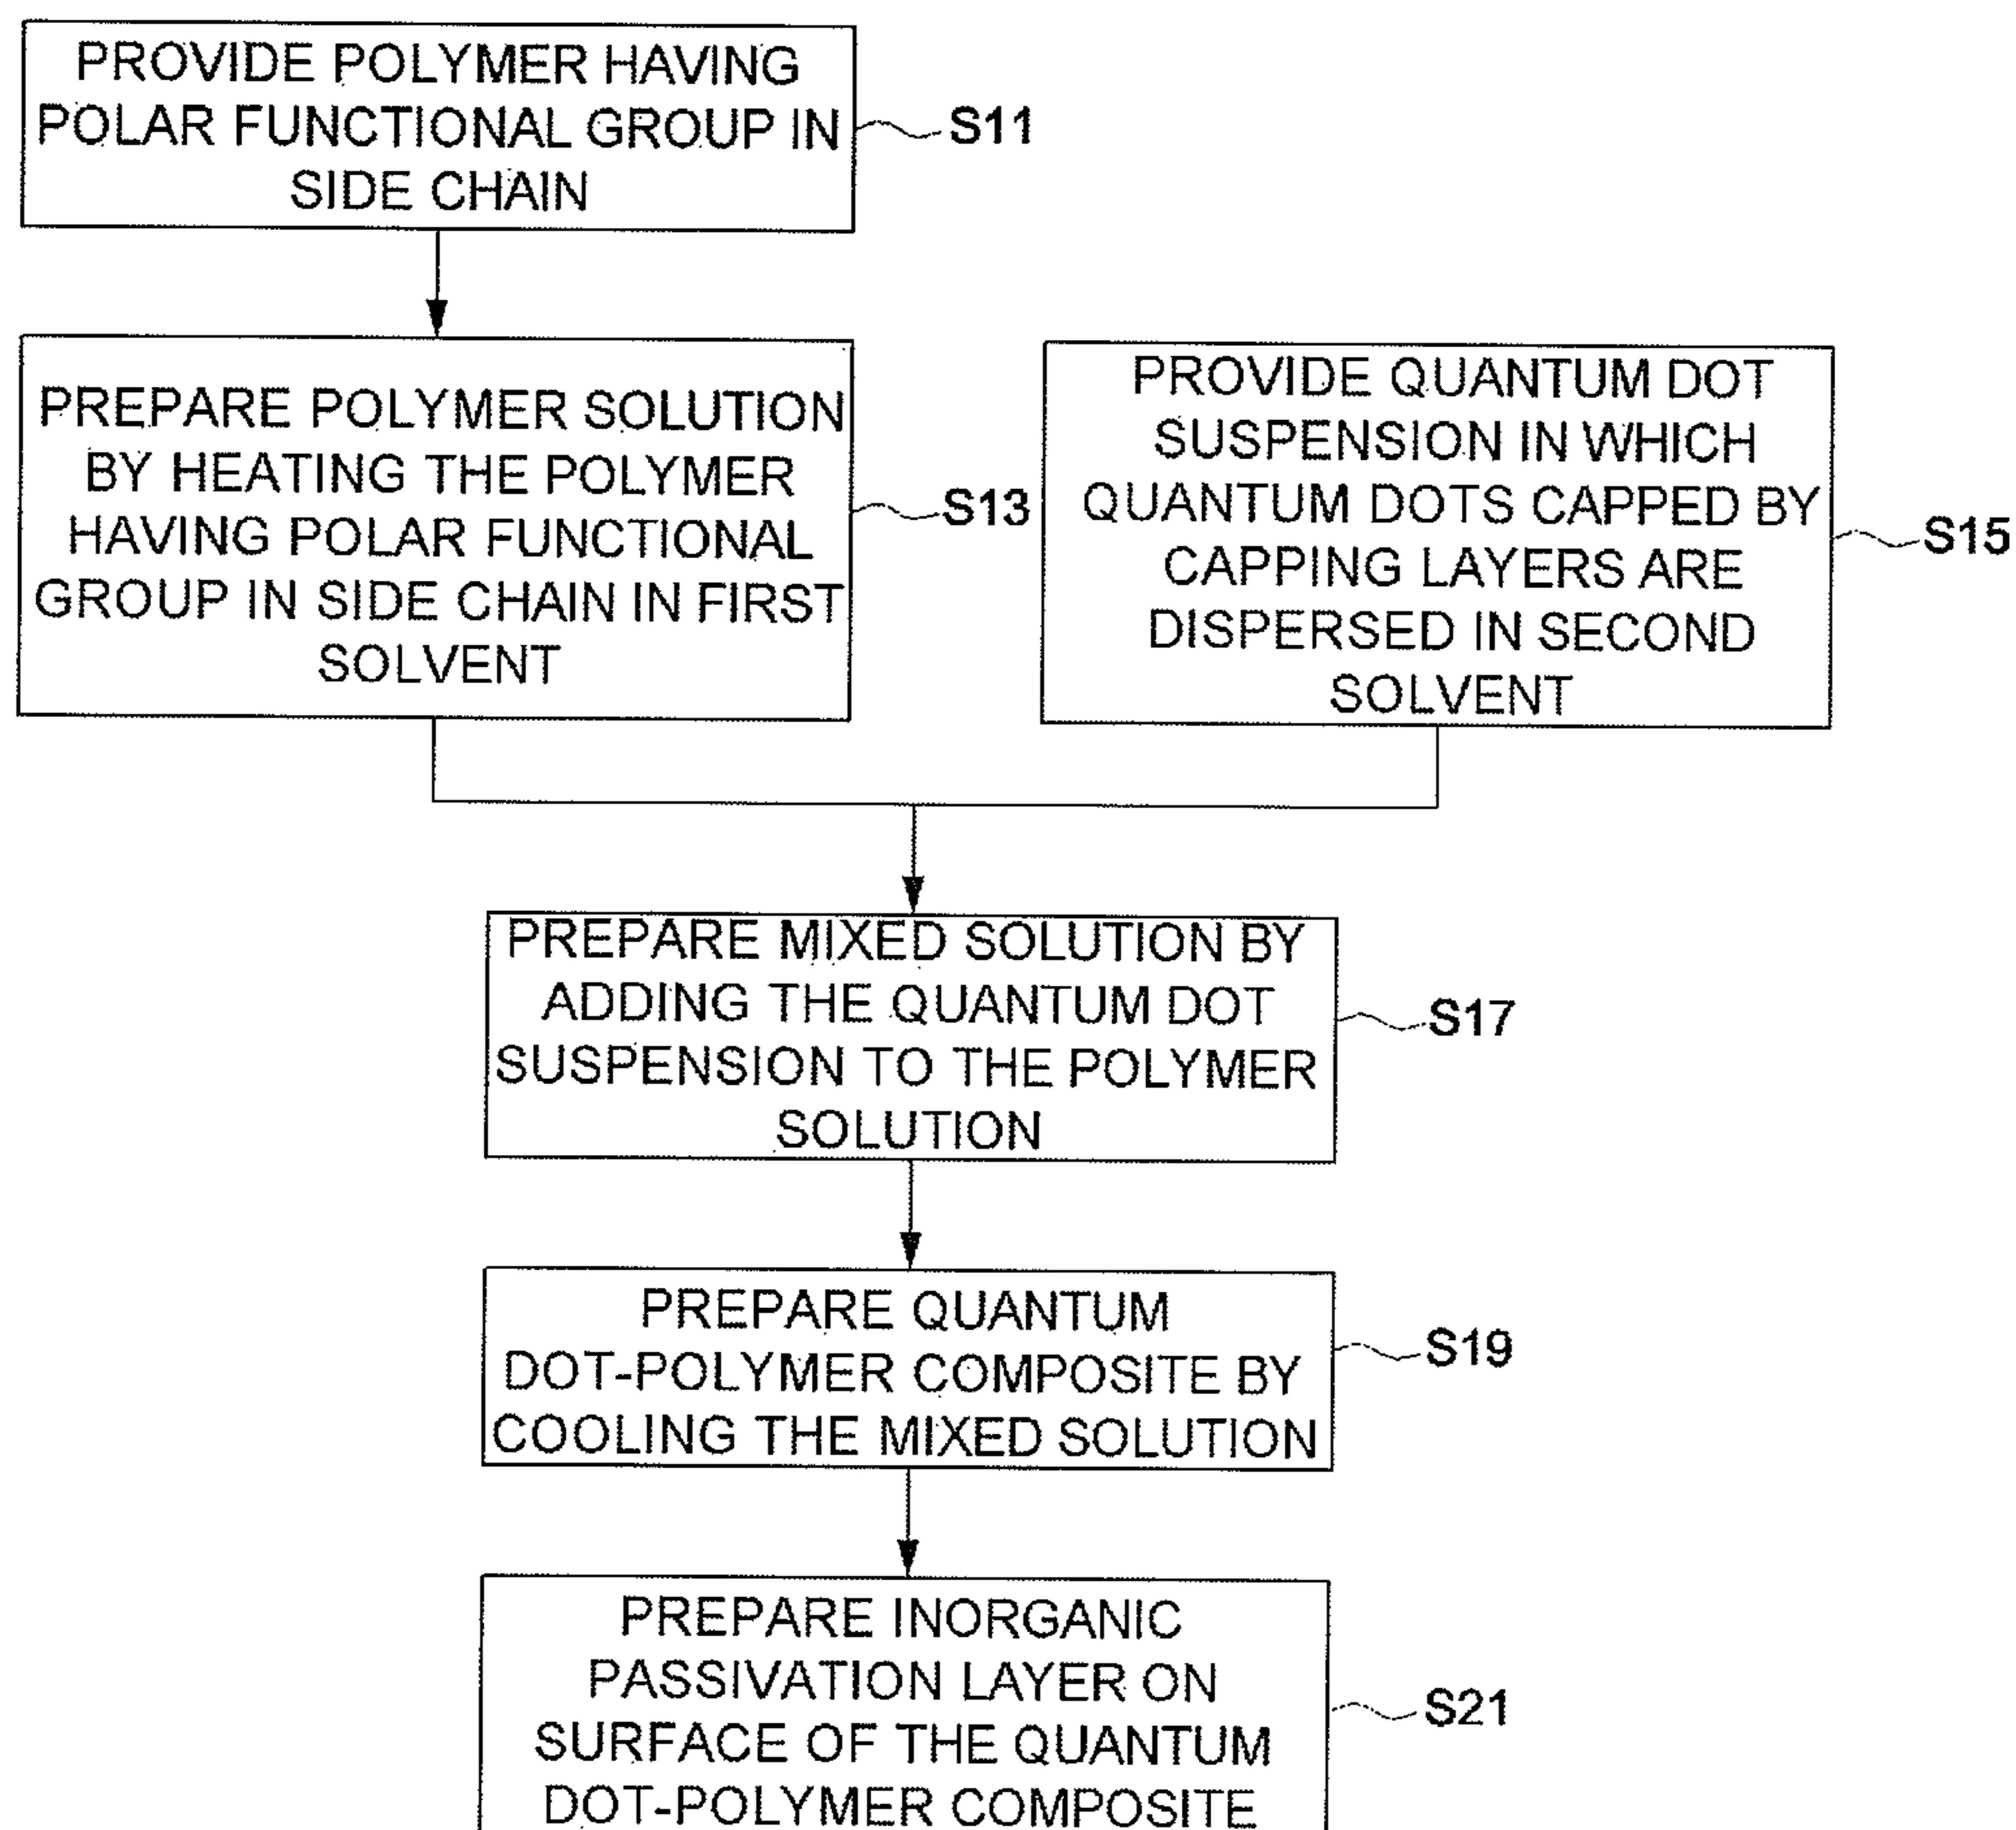 PROVIDE POLYMER HAVING
POLAR FUNCTIONAL GROUP IN
SIDE CHAIN
S11
PREPARE POLYMER SOLUTION
BY HEATING THE POLYMER
HAVING POLAR FUNCTIONAL
GROUP IN SIDE CHAIN IN FIRST
SOLVENT
S13
PROVIDE QUANTUM DOT
SUSPENSION IN WHICH
QUANTUM DOTS CAPPED BY
CAPPING LAYERS ARE
DISPERSED IN SECOND
SOLVENT
S15
PREPARE MIXED SOLUTION BY
ADDING THE QUANTUM DOT
SUSPENSION TO THE POLYMER
SOLUTION
S17
PREPARE QUANTUM
DOT-POLYMER COMPOSITE BY
COOLING THE MIXED SOLUTION
S19
PREPARE INORGANIC
PASSIVATION LAYER ON
SURFACE OF THE QUANTUM
DOT-POLYMER COMPOSITE
S21